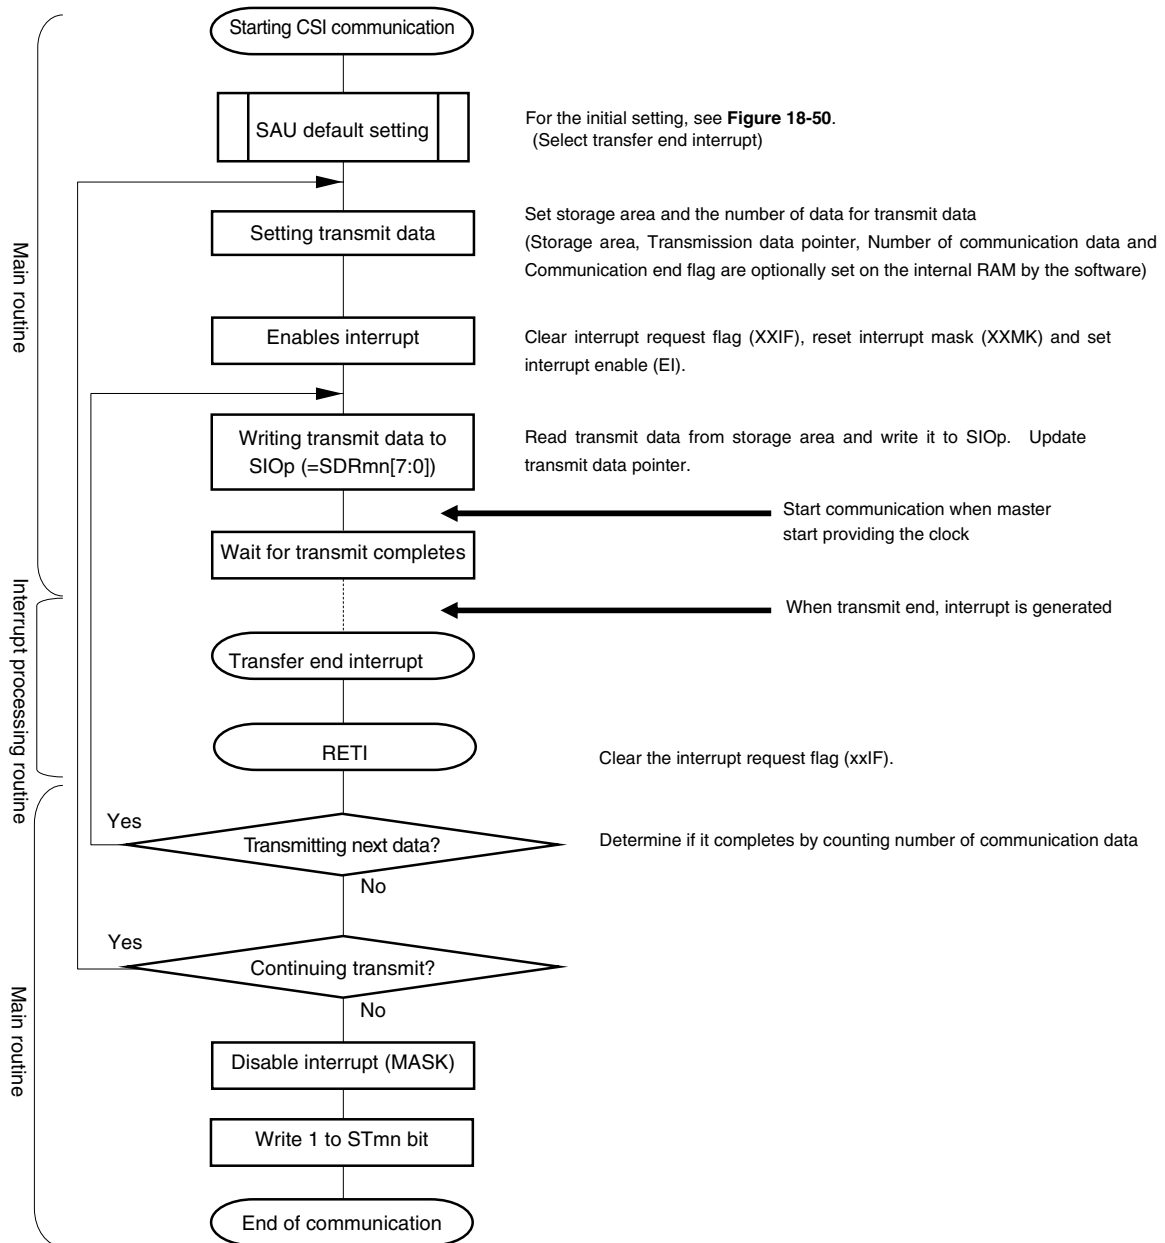 Starting CSI communication
SAU default setting
For the initial setting, see Figure 18-50.
(Select transfer end interrupt)
Setting transmit data
Set storage area and the number of data for transmit data
(Storage area, Transmission data pointer, Number of communication data and
Communication end flag are optionally set on the internal RAM by the software)
Main routine
Enables interrupt
Clear interrupt request flag (XXIF), reset interrupt mask (XXMK) and set
interrupt enable (EI).
Writing transmit data to
SIOp (=SDRmn[7:0])
Read transmit data from storage area and write it to SIOp. Update
transmit data pointer.
Start communication when master
start providing the clock
Wait for transmit completes
When transmit end, interrupt is generated
Interrupt processing routine
Transfer end interrupt
RETI
Clear the interrupt request flag (xxIF).
Yes
Transmitting next data?
Determine if it completes by counting number of communication data
No
Yes
Continuing transmit?
No
Main routine
Disable interrupt (MASK)
Write 1 to STmn bit
End of communication